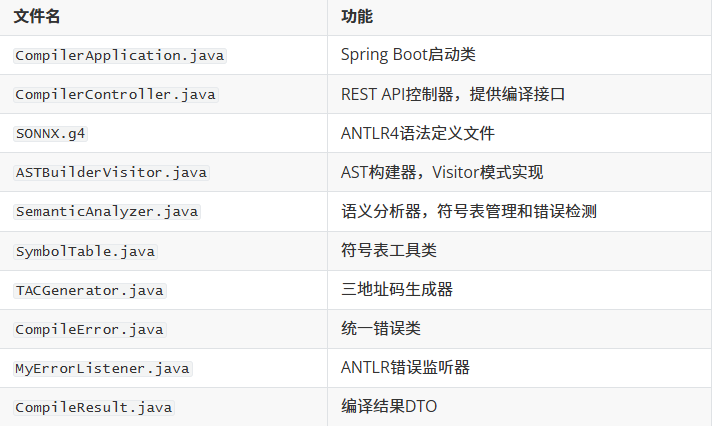 文件名 功能
CompilerApplication.java Spring Boot启动类
CompilerController.java REST API控制器，提供编译接口
SONNX.g4 ANTLR4语法定义文件
ASTBuilderVisitor.java AST构建器，Visitor模式实现
SemanticAnalyzer.java 语义分析器，符号表管理和错误检测
SymbolTable.java 符号表工具类
TACGenerator.java 三地址码生成器
CompileError.java 统一错误类
MyErrorListener.java ANTLR错误监听器
CompileResult.java 编译结果DTO